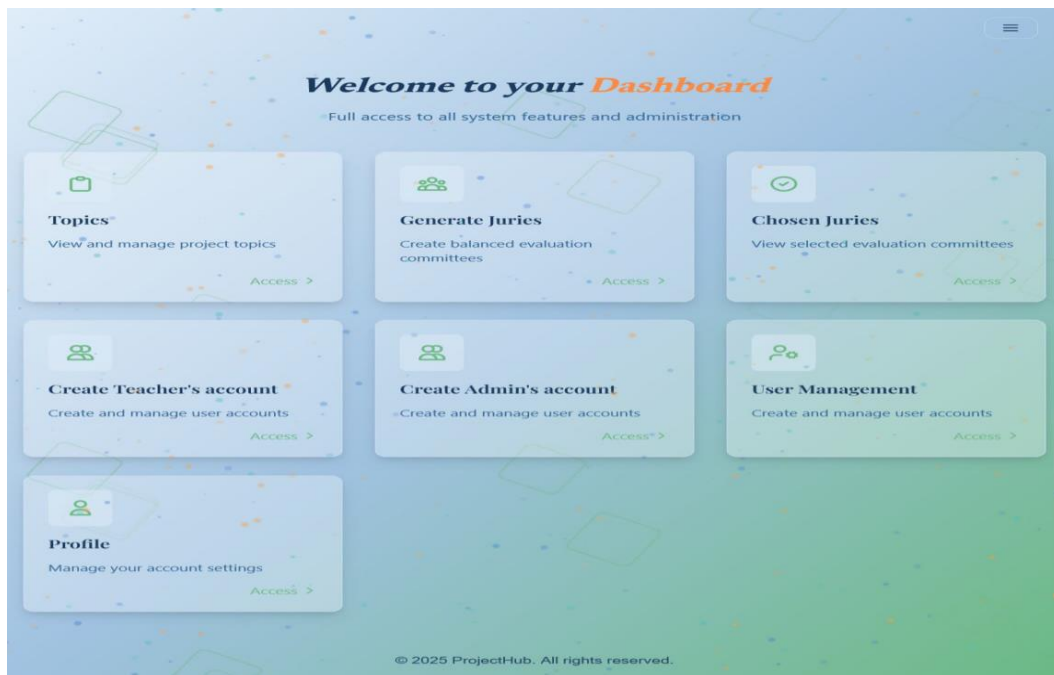 Welcome to your Dashboard
Full access to all system features and administration
Topics
View and manage project topics
Access >
Generate Juries
Create balanced evaluation
committees
Access >
Chosen Juries
View selected evaluation committees
Access >
Create Teacher's account
Create and manage user accounts
Access >
Create Admin's account
Create and manage user accounts
Access >
User Management
Create and manage user accounts
Access >
Profile
Manage your account settings
Access >
© 2025 ProjectHub. All rights reserved.